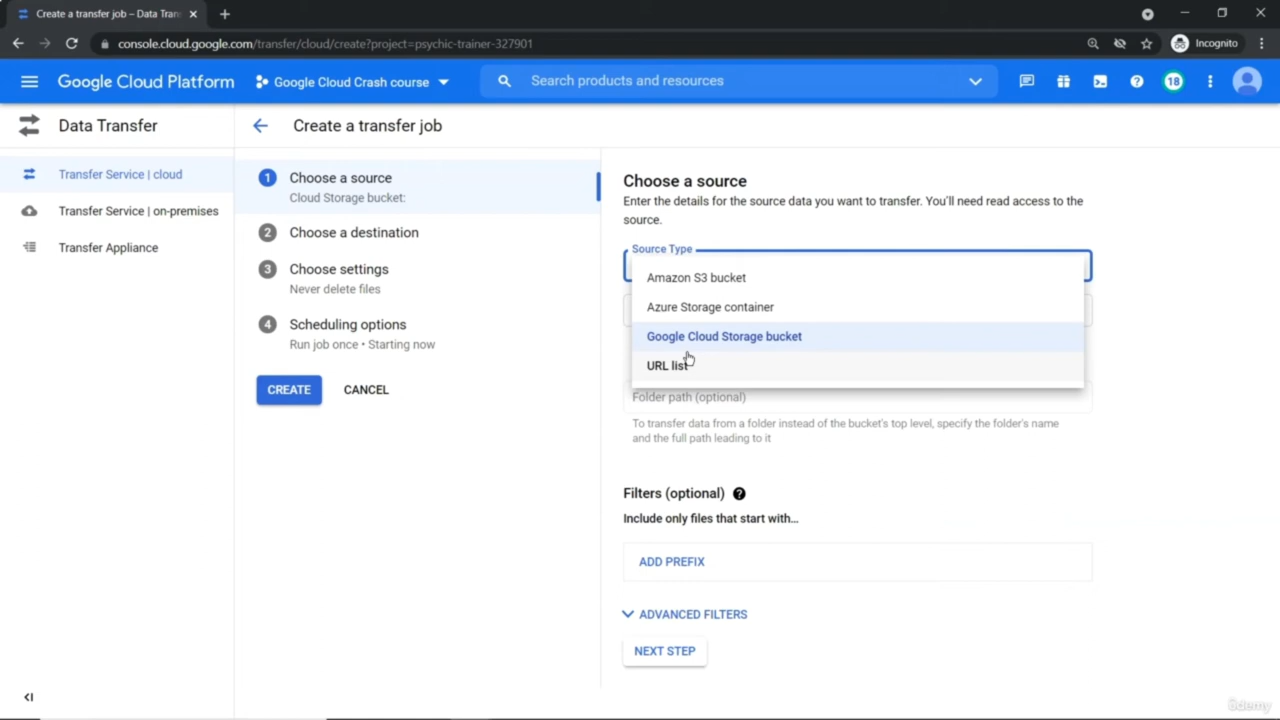 Create a transfer job – Data Tran
console.cloud.google.com/transfer/cloud/create?project=psychic-trainer-327901
Incognito
Google Cloud Platform
Google Cloud Crash course
Search products and resources
18
Data Transfer
Create a transfer job
Transfer Service | cloud
Transfer Service | on-premises
Transfer Appliance
1 Choose a source
Cloud Storage bucket:
2 Choose a destination
3 Choose settings
Never delete files
4 Scheduling options
Run job once • Starting now
CREATE
CANCEL
Choose a source
Enter the details for the source data you want to transfer. You'll need read access to the
source.
Source Type
Amazon S3 bucket
Azure Storage container
Google Cloud Storage bucket
URL list
Folder path (optional)
To transfer data from a folder instead of the bucket's top level, specify the folder's name
and the full path leading to it
Filters (optional) ?
Include only files that start with…
ADD PREFIX
ADVANCED FILTERS
NEXT STEP
ûdemy